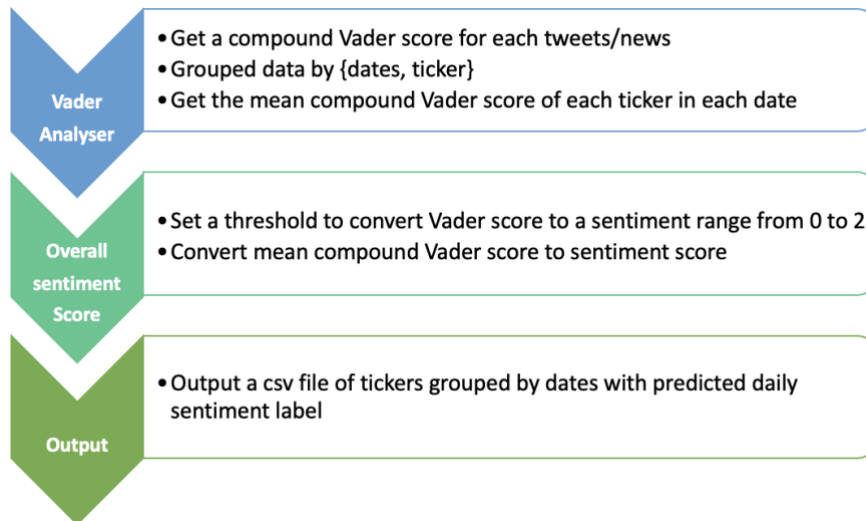 Vader
Analyser
•Get a compound Vader score for each tweets/news
•Grouped data by {dates, ticker}
•Get the mean compound Vader score of each ticker in each date
Overall
sentiment
Score
•Set a threshold to convert Vader score to a sentiment range from 0 to 2
•Convert mean compound Vader score to sentiment score
Output
•Output a csv file of tickers grouped by dates with predicted daily
sentiment label